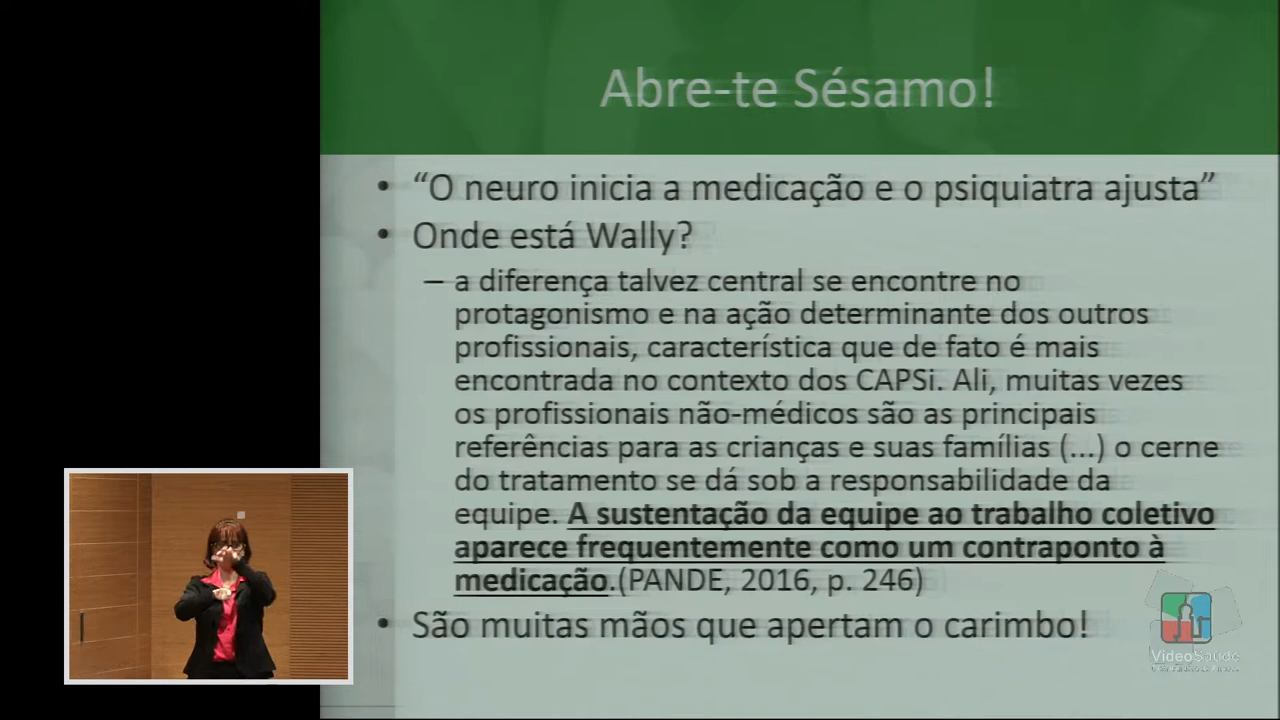 Abre-te Sésamo!
• “O neuro inicia a medicação e o psiquiatra ajusta”
• Onde está Wally?
– a diferença talvez central se encontre no
protagonismo e na ação determinante dos outros
profissionais, característica que de fato é mais
encontrada no contexto dos CAPSi. Ali, muitas vezes
os profissionais não-médicos são as principais
referências para as crianças e suas famílias (...) o cerne
do tratamento se dá sob a responsabilidade da
equipe. A sustentação da equipe ao trabalho coletivo
aparece frequentemente como um contraponto à
medicação.(PANDE, 2016, p. 246)
• São muitas mãos que apertam o carimbo!
VideoSaúde